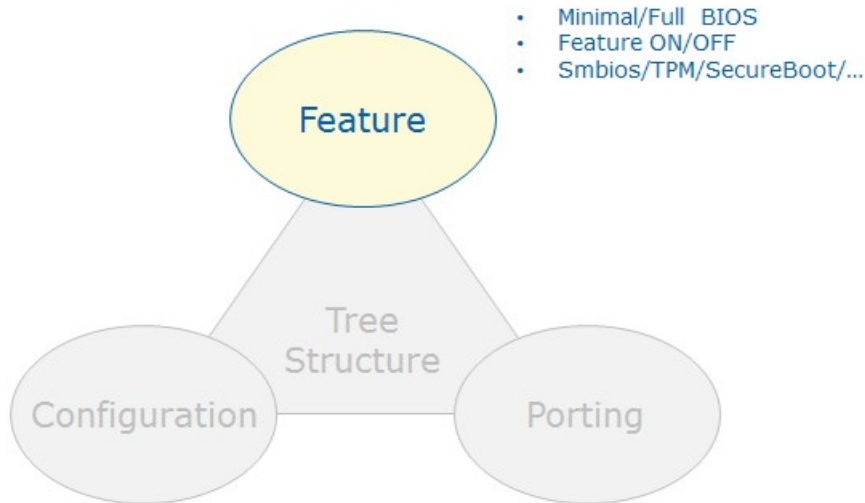 • Minimal/Full BIOS
• Feature ON/OFF
• Smbios/TPM/SecureBoot/...
Feature
Tree
Structure
Configuration
Porting